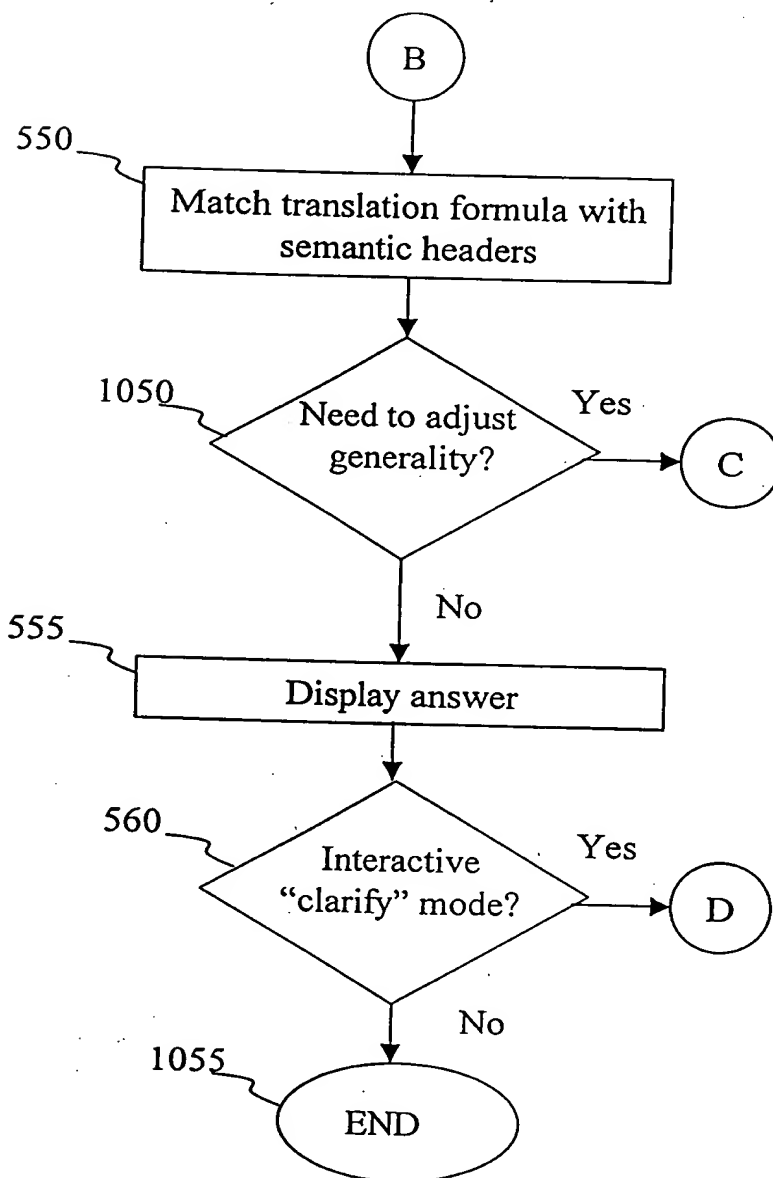 B
550
Match translation formula with
semantic headers
1050
Need to adjust
generality?
Yes
C
No
555
Display answer
560
Interactive
“clarify” mode?
Yes
D
No
1055
END